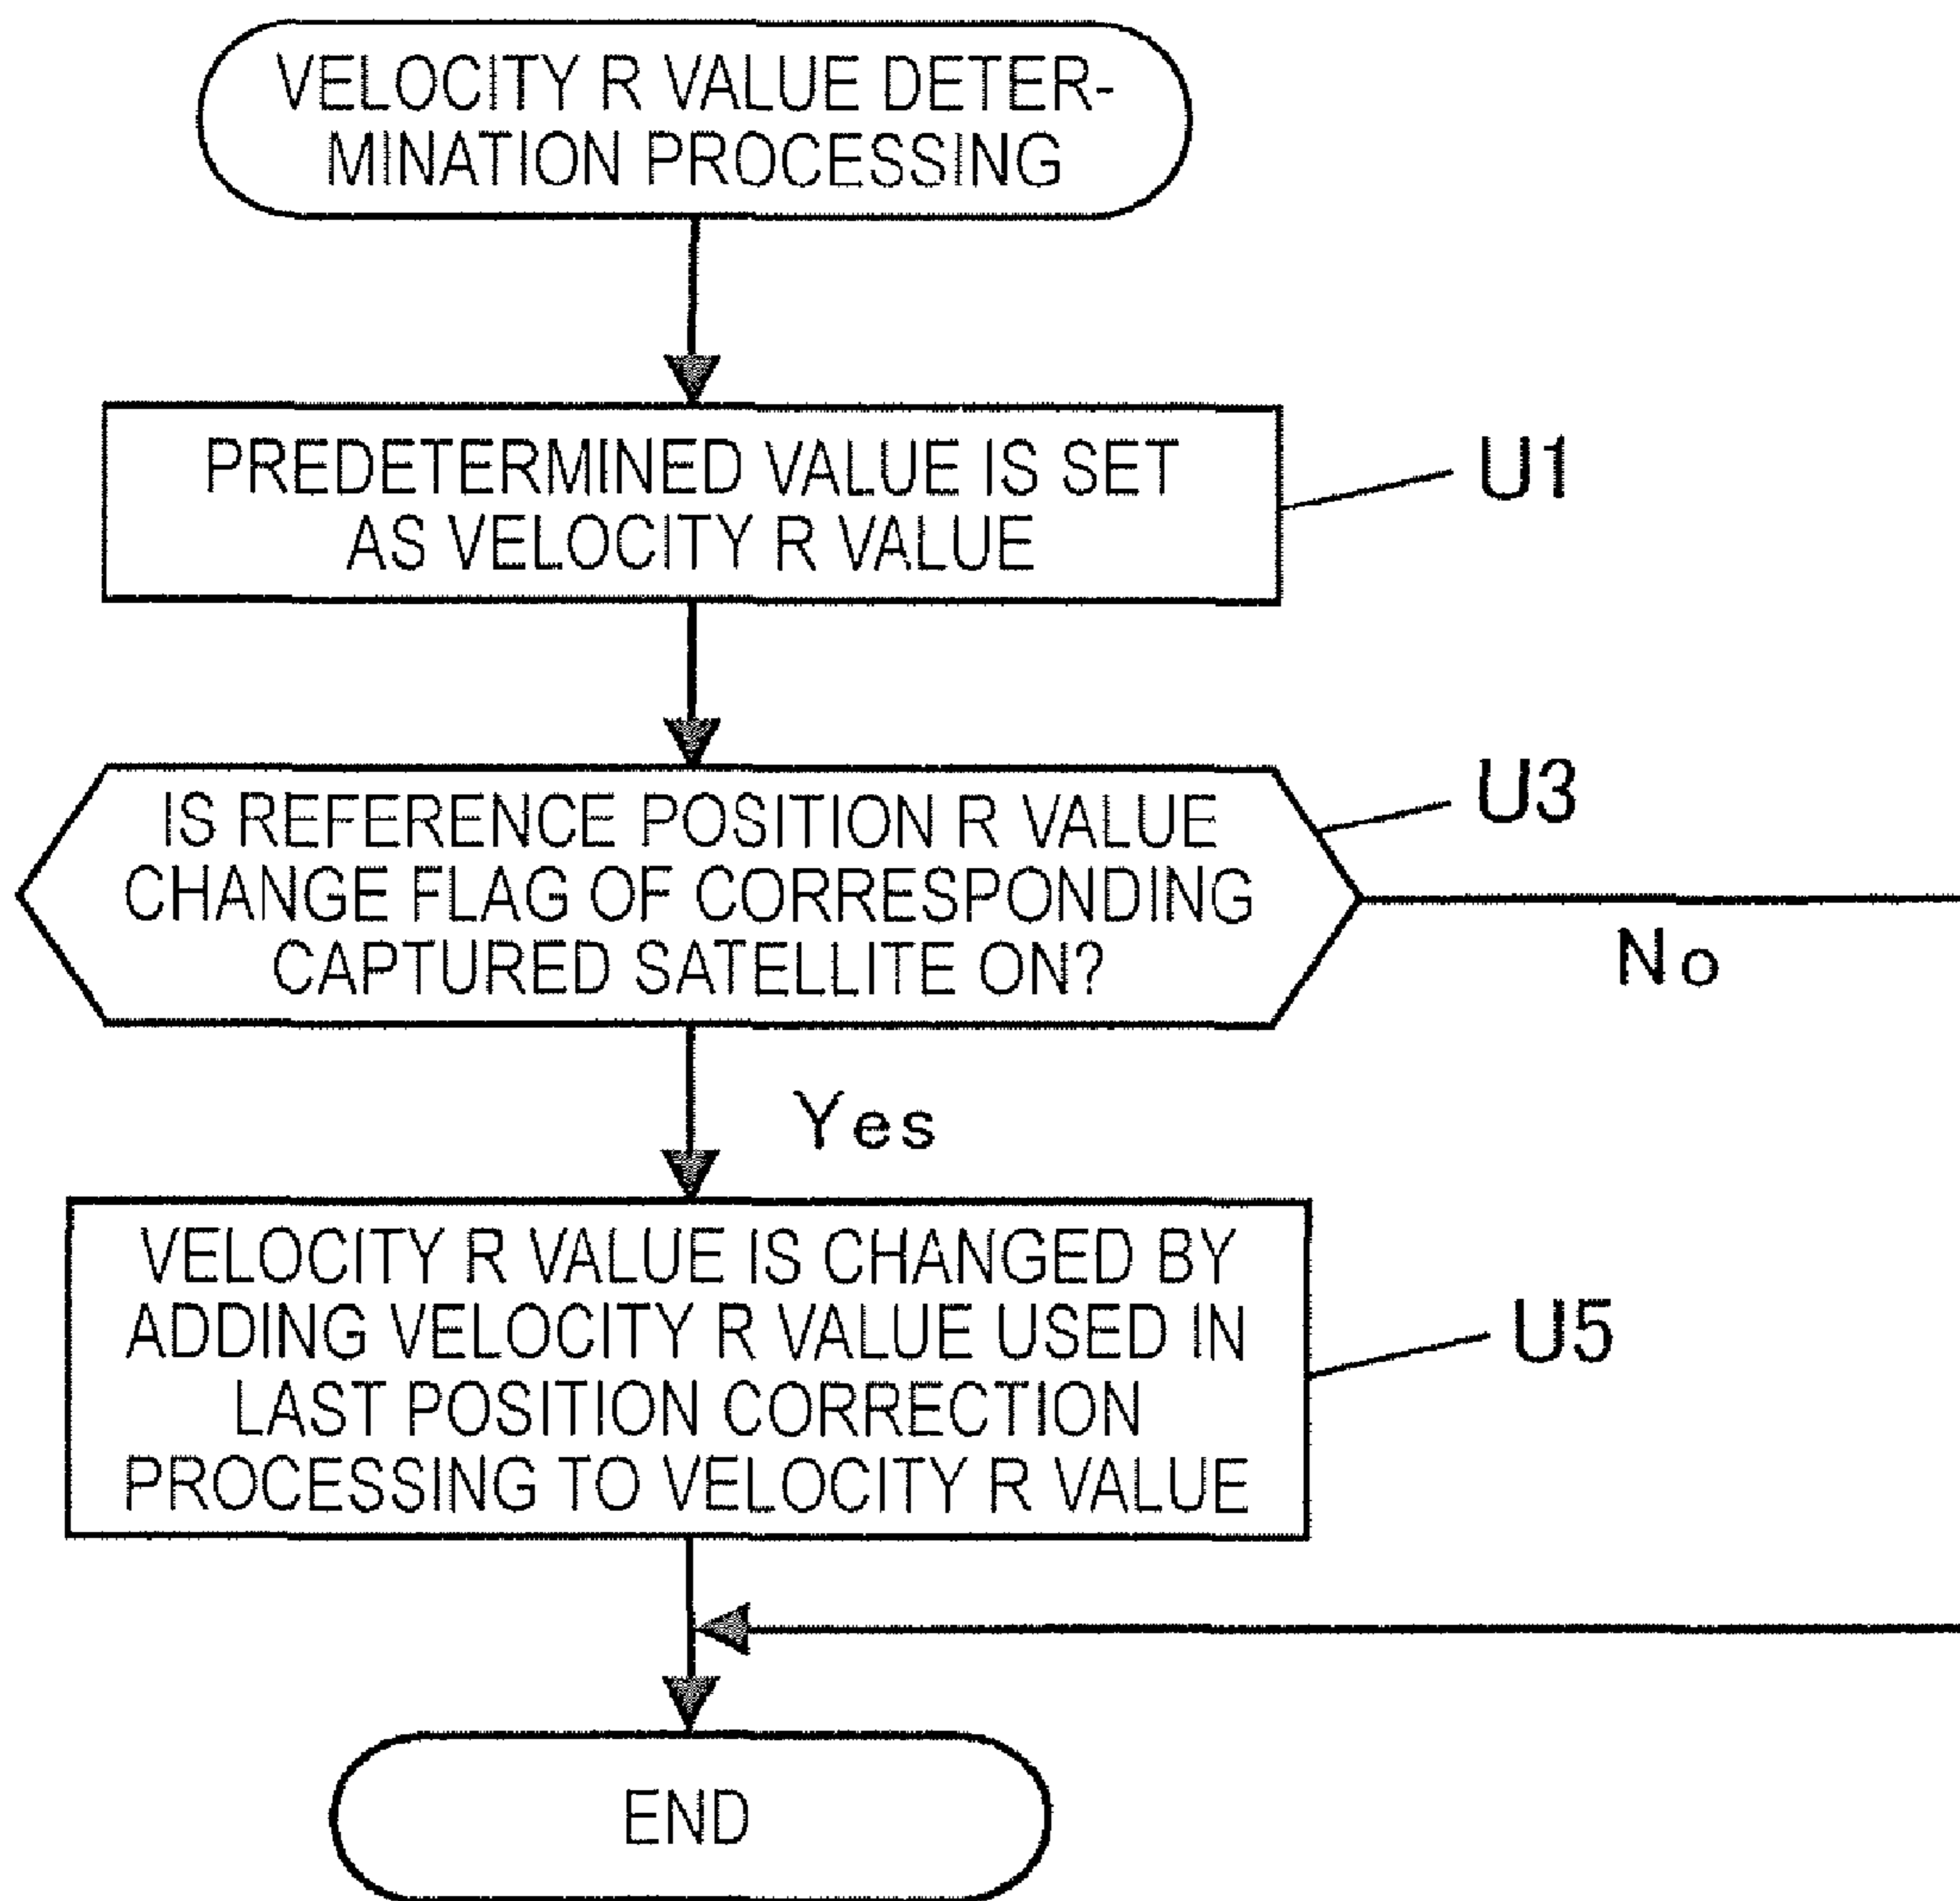 VELOCITY R VALUE DETER-
MINATION PROCESSING
PREDETERMINED VALUE IS SET
AS VELOCITY R VALUE
U1
IS REFERENCE POSITION R VALUE
CHANGE FLAG OF CORRESPONDING
CAPTURED SATELLITE ON?
U3
No
Yes
VELOCITY R VALUE IS CHANGED BY
ADDING VELOCITY R VALUE USED IN
LAST POSITION CORRECTION
PROCESSING TO VELOCITY R VALUE
U5
END